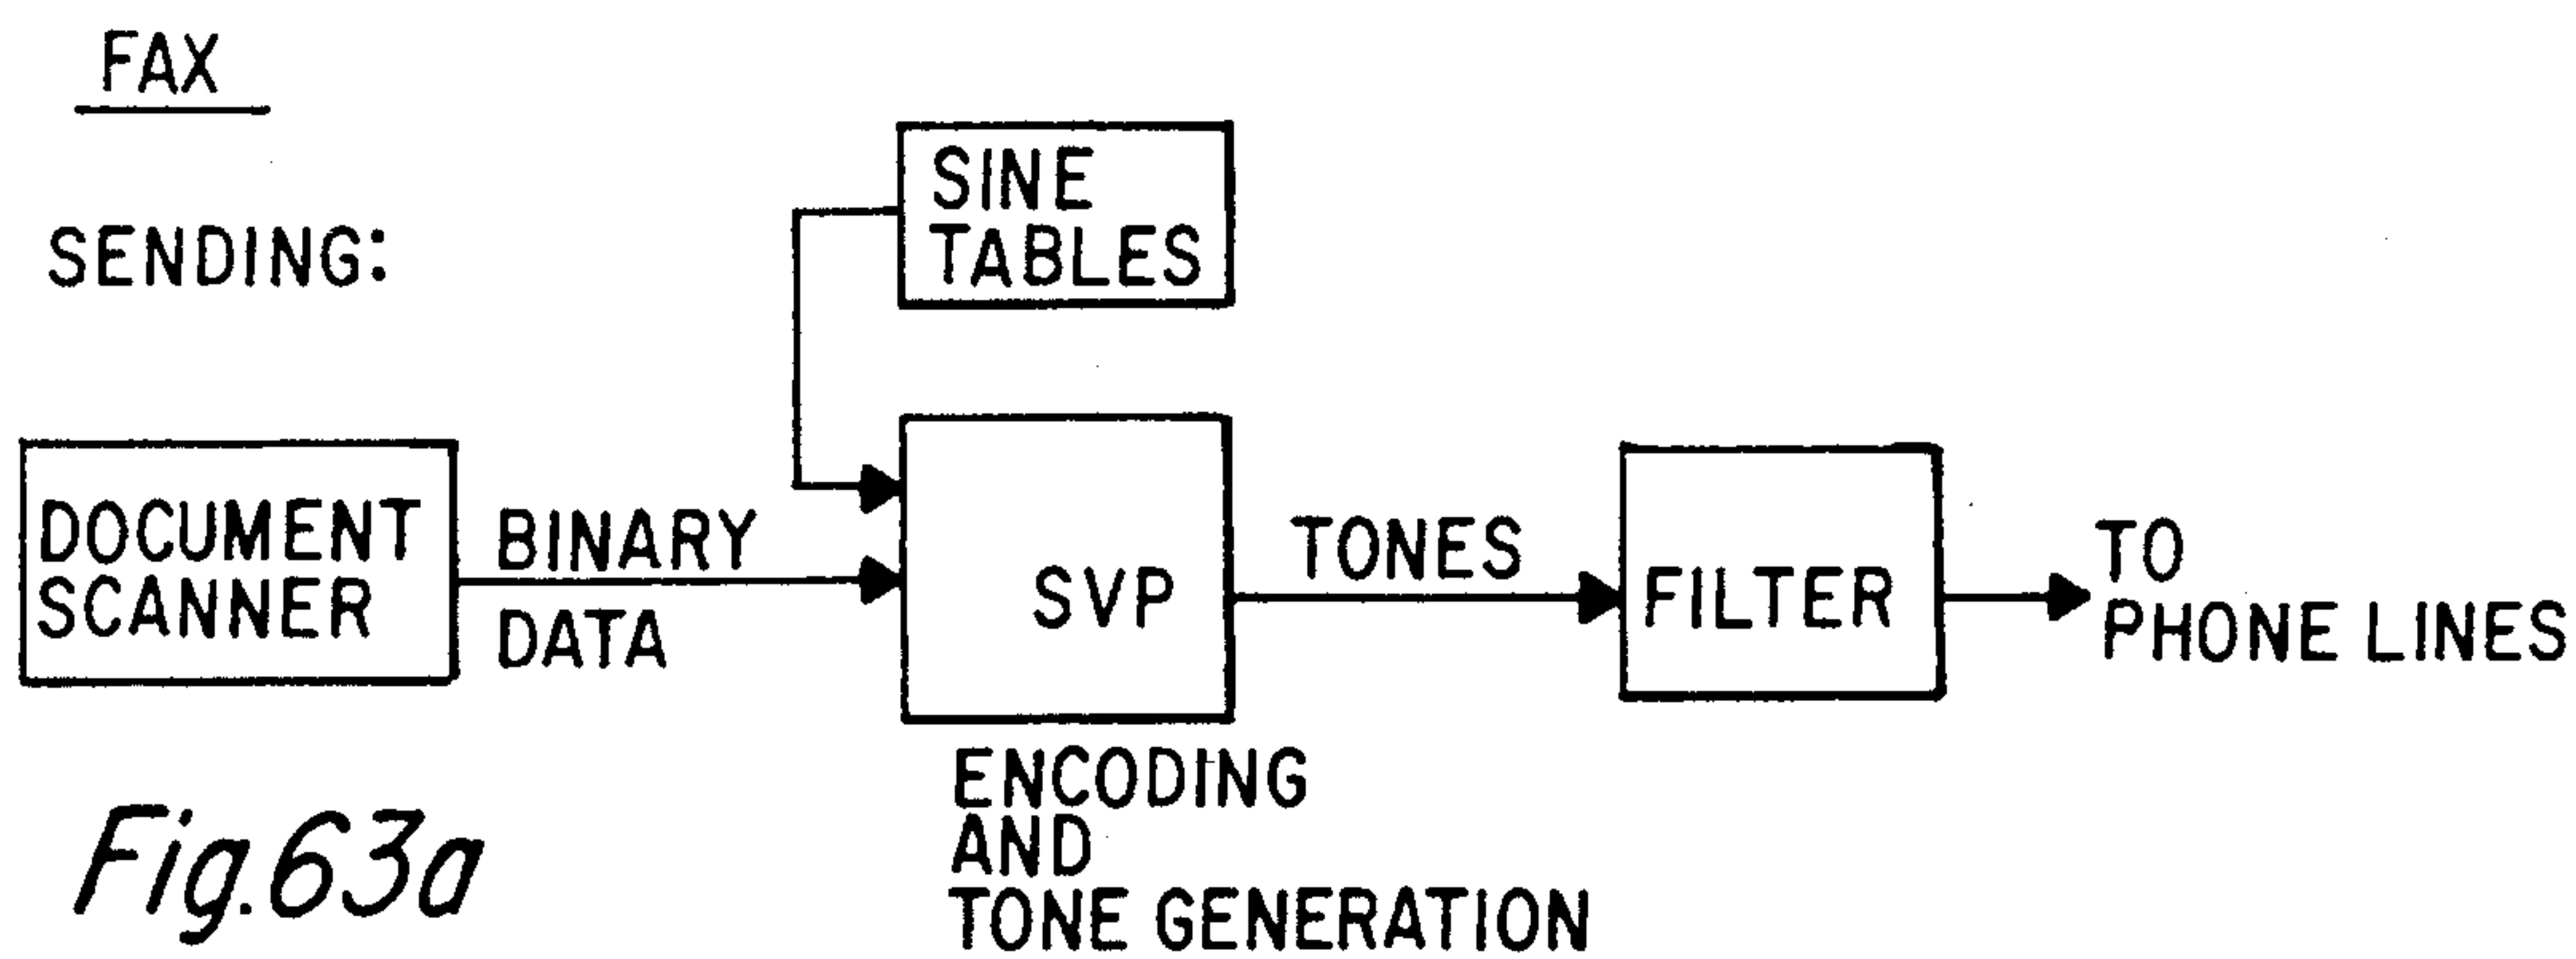 FAX
SENDING:
SINE
TABLES
DOCUMENT
SCANNER
BINARY
DATA
SVP
TONES
FILTER
TO
PHONE LINES
ENCODING
AND
TONE GENERATION
Fig.63a